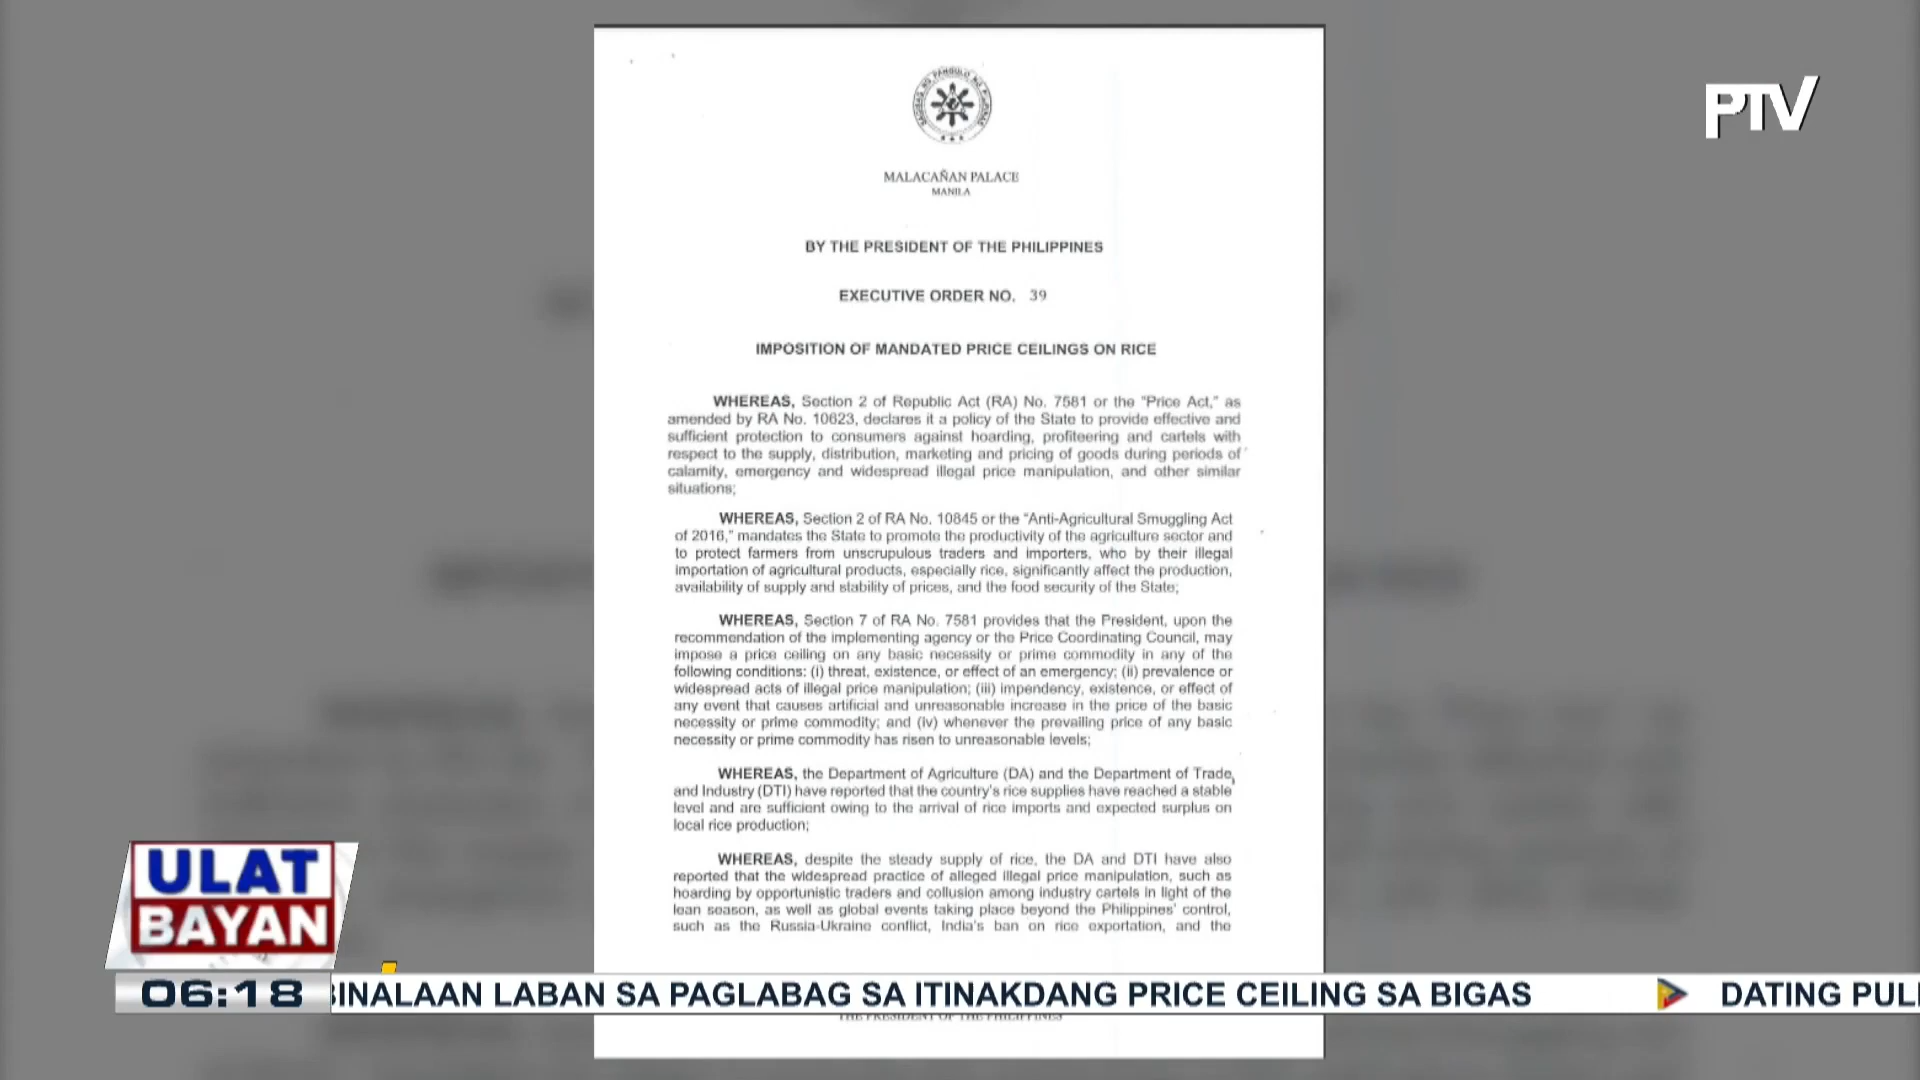 PTV
MALACAÑAN PALACE
MANILA
BY THE PRESIDENT OF THE PHILIPPINES
EXECUTIVE ORDER NO. 39
IMPOSITION OF MANDATED PRICE CEILINGS ON RICE
WHEREAS, Section 2 of Republic Act (RA) No. 7581 or the "Price Act," as
amended by RA No. 10623, declares it a policy of the State to provide effective and
sufficient protection to consumers against hoarding, profiteering and cartels with
respect to the supply, distribution, marketing and pricing of goods during periods of
calamity, emergency and widespread illegal price manipulation, and other similar
situations;
WHEREAS, Section 2 of RA No. 10845 or the "Anti-Agricultural Smuggling Act
of 2016," mandates the State to promote the productivity of the agriculture sector and
to protect farmers from unscrupulous traders and importers, who by their illegal
importation of agricultural products, especially rice, significantly affect the production,
availability of supply and stability of prices, and the food security of the State;
WHEREAS, Section 7 of RA No. 7581 provides that the President, upon the
recommendation of the implementing agency or the Price Coordinating Council, may
impose a price ceiling on any basic necessity or prime commodity in any of the
following conditions: (i) threat, existence, or effect of an emergency; (ii) prevalence or
widespread acts of illegal price manipulation; (iii) impendency, existence, or effect of
any event that causes artificial and unreasonable increase in the price of the basic
necessity or prime commodity; and (iv) whenever the prevailing price of any basic
necessity or prime commodity has risen to unreasonable levels;
WHEREAS, the Department of Agriculture (DA) and the Department of Trade
and Industry (DTI) have reported that the country's rice supplies have reached a stable
level and are sufficient owing to the arrival of rice imports and expected surplus on
local rice production;
WHEREAS, despite the steady supply of rice, the DA and DTI have also
reported that the widespread practice of alleged illegal price manipulation, such as
hoarding by opportunistic traders and collusion among industry cartels in light of the
lean season, as well as global events taking place beyond the Philippines' control,
such as the Russia-Ukraine conflict, India's ban on rice exportation, and the
ULAT
BAYAN
06:18
BINALAAN LABAN SA PAGLABAG SA ITINAKDANG PRICE CEILING SA BIGAS
DATING PUL
THE PRESIDENT OF THE PHILIPPINES